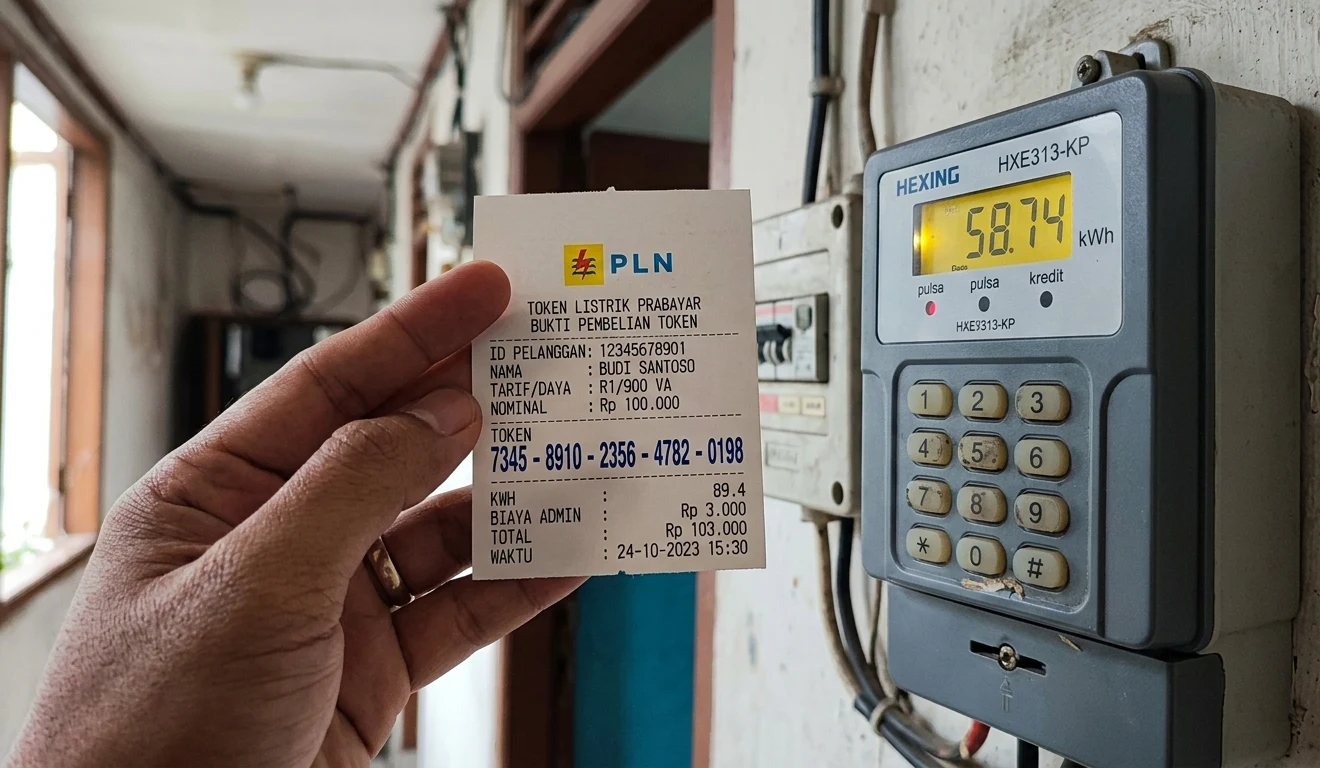 PLN
TOKEN LISTRIK PRABAYAR
BUKTI PEMBELIAN TOKEN
ID PELANGGAN: 12345678901
NAMA : BUDI SANTOSO
TARIF/DAYA : R1/900 VA
NOMINAL : Rp 100.000
TOKEN
7345 - 8910 - 2356 - 4782 - 0198
KWH : 89.4
BIAYA ADMIN : Rp 3.000
TOTAL Rp 103.000
WAKTU : 24-10-2023 15:30
HEXING HXE313-KP
58.74 kWh
pulsa pulsa kredit
HXE9313-KP
1 2 3
4 5 6
7 8 9
* 0 #